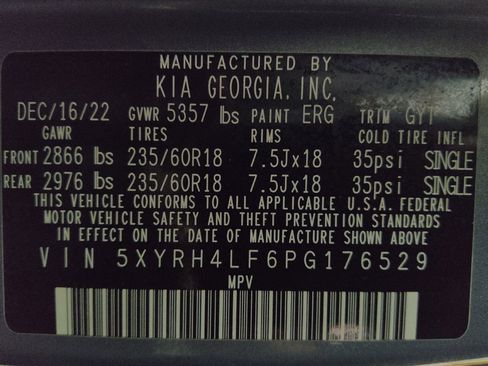 MANUFACTURED BY
KIA GEORGIA, INC,
DEC/16/22 GVWR 5357 lbs PAINT ERG TRIM GYT
GAWR TIRES RIMS COLD TIRE INFL
FRONT 2866 lbs 235/60R18 7.5Jx18 35psi SINGLE
REAR 2976 lbs 235/60R18 7.5Jx18 35psi SINGLE
THIS VEHICLE CONFORMS TO ALL APPLICABLE U.S.A FEDERAL
MOTOR VEHICLE SAFETY AND THEFT PREVENTION STANDARDS
IN EFFECT ON THE DATE OF MANUFACTURE SHOWN ABOVE.
VIN 5XYRH4LF6PG176529
MPV